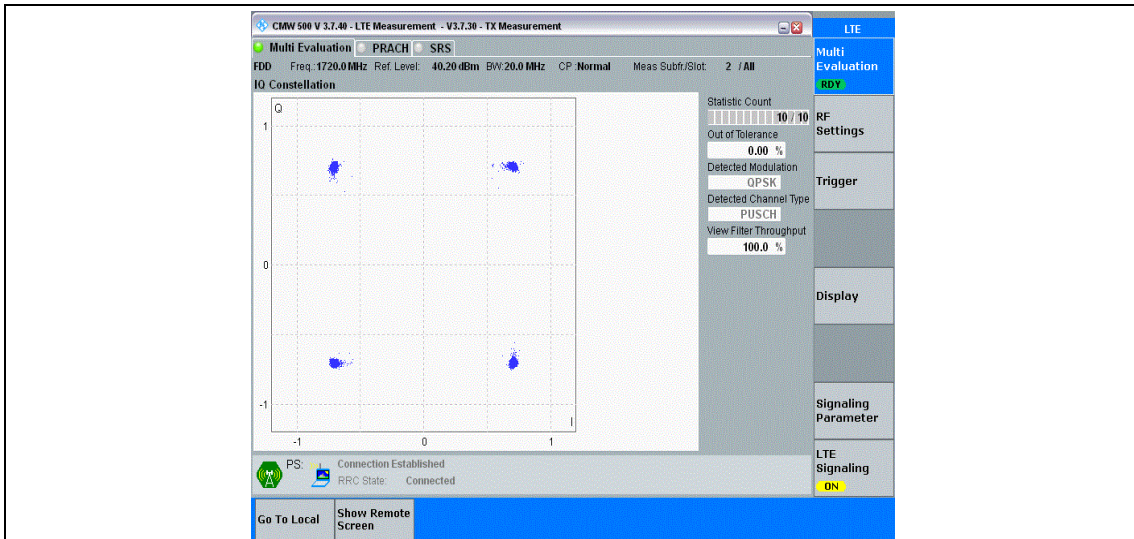 CMW 500 V 3.7.40 - LTE Measurement - V3.7.30 - TX Measurement
LTE
Multi Evaluation PRACH SRS
Multi
Evaluation
RDY
FDD Freq.:1720.0 MHz Ref. Level: 40.20 dBm BW:20.0 MHz CP :Normal Meas Subfr./Slot: 2 / All
IQ Constellation
Q
1
0
-1
I
-1 0 1
Statistic Count
10 / 10
Out of Tolerance
0.00 %
Detected Modulation
QPSK
Detected Channel Type
PUSCH
View Filter Throughput
100.0 %
RF
Settings
Trigger
Display
Signaling
Parameter
LTE
Signaling
ON
PS: Connection Established
RRC State: Connected
Go To Local
Show Remote
Screen